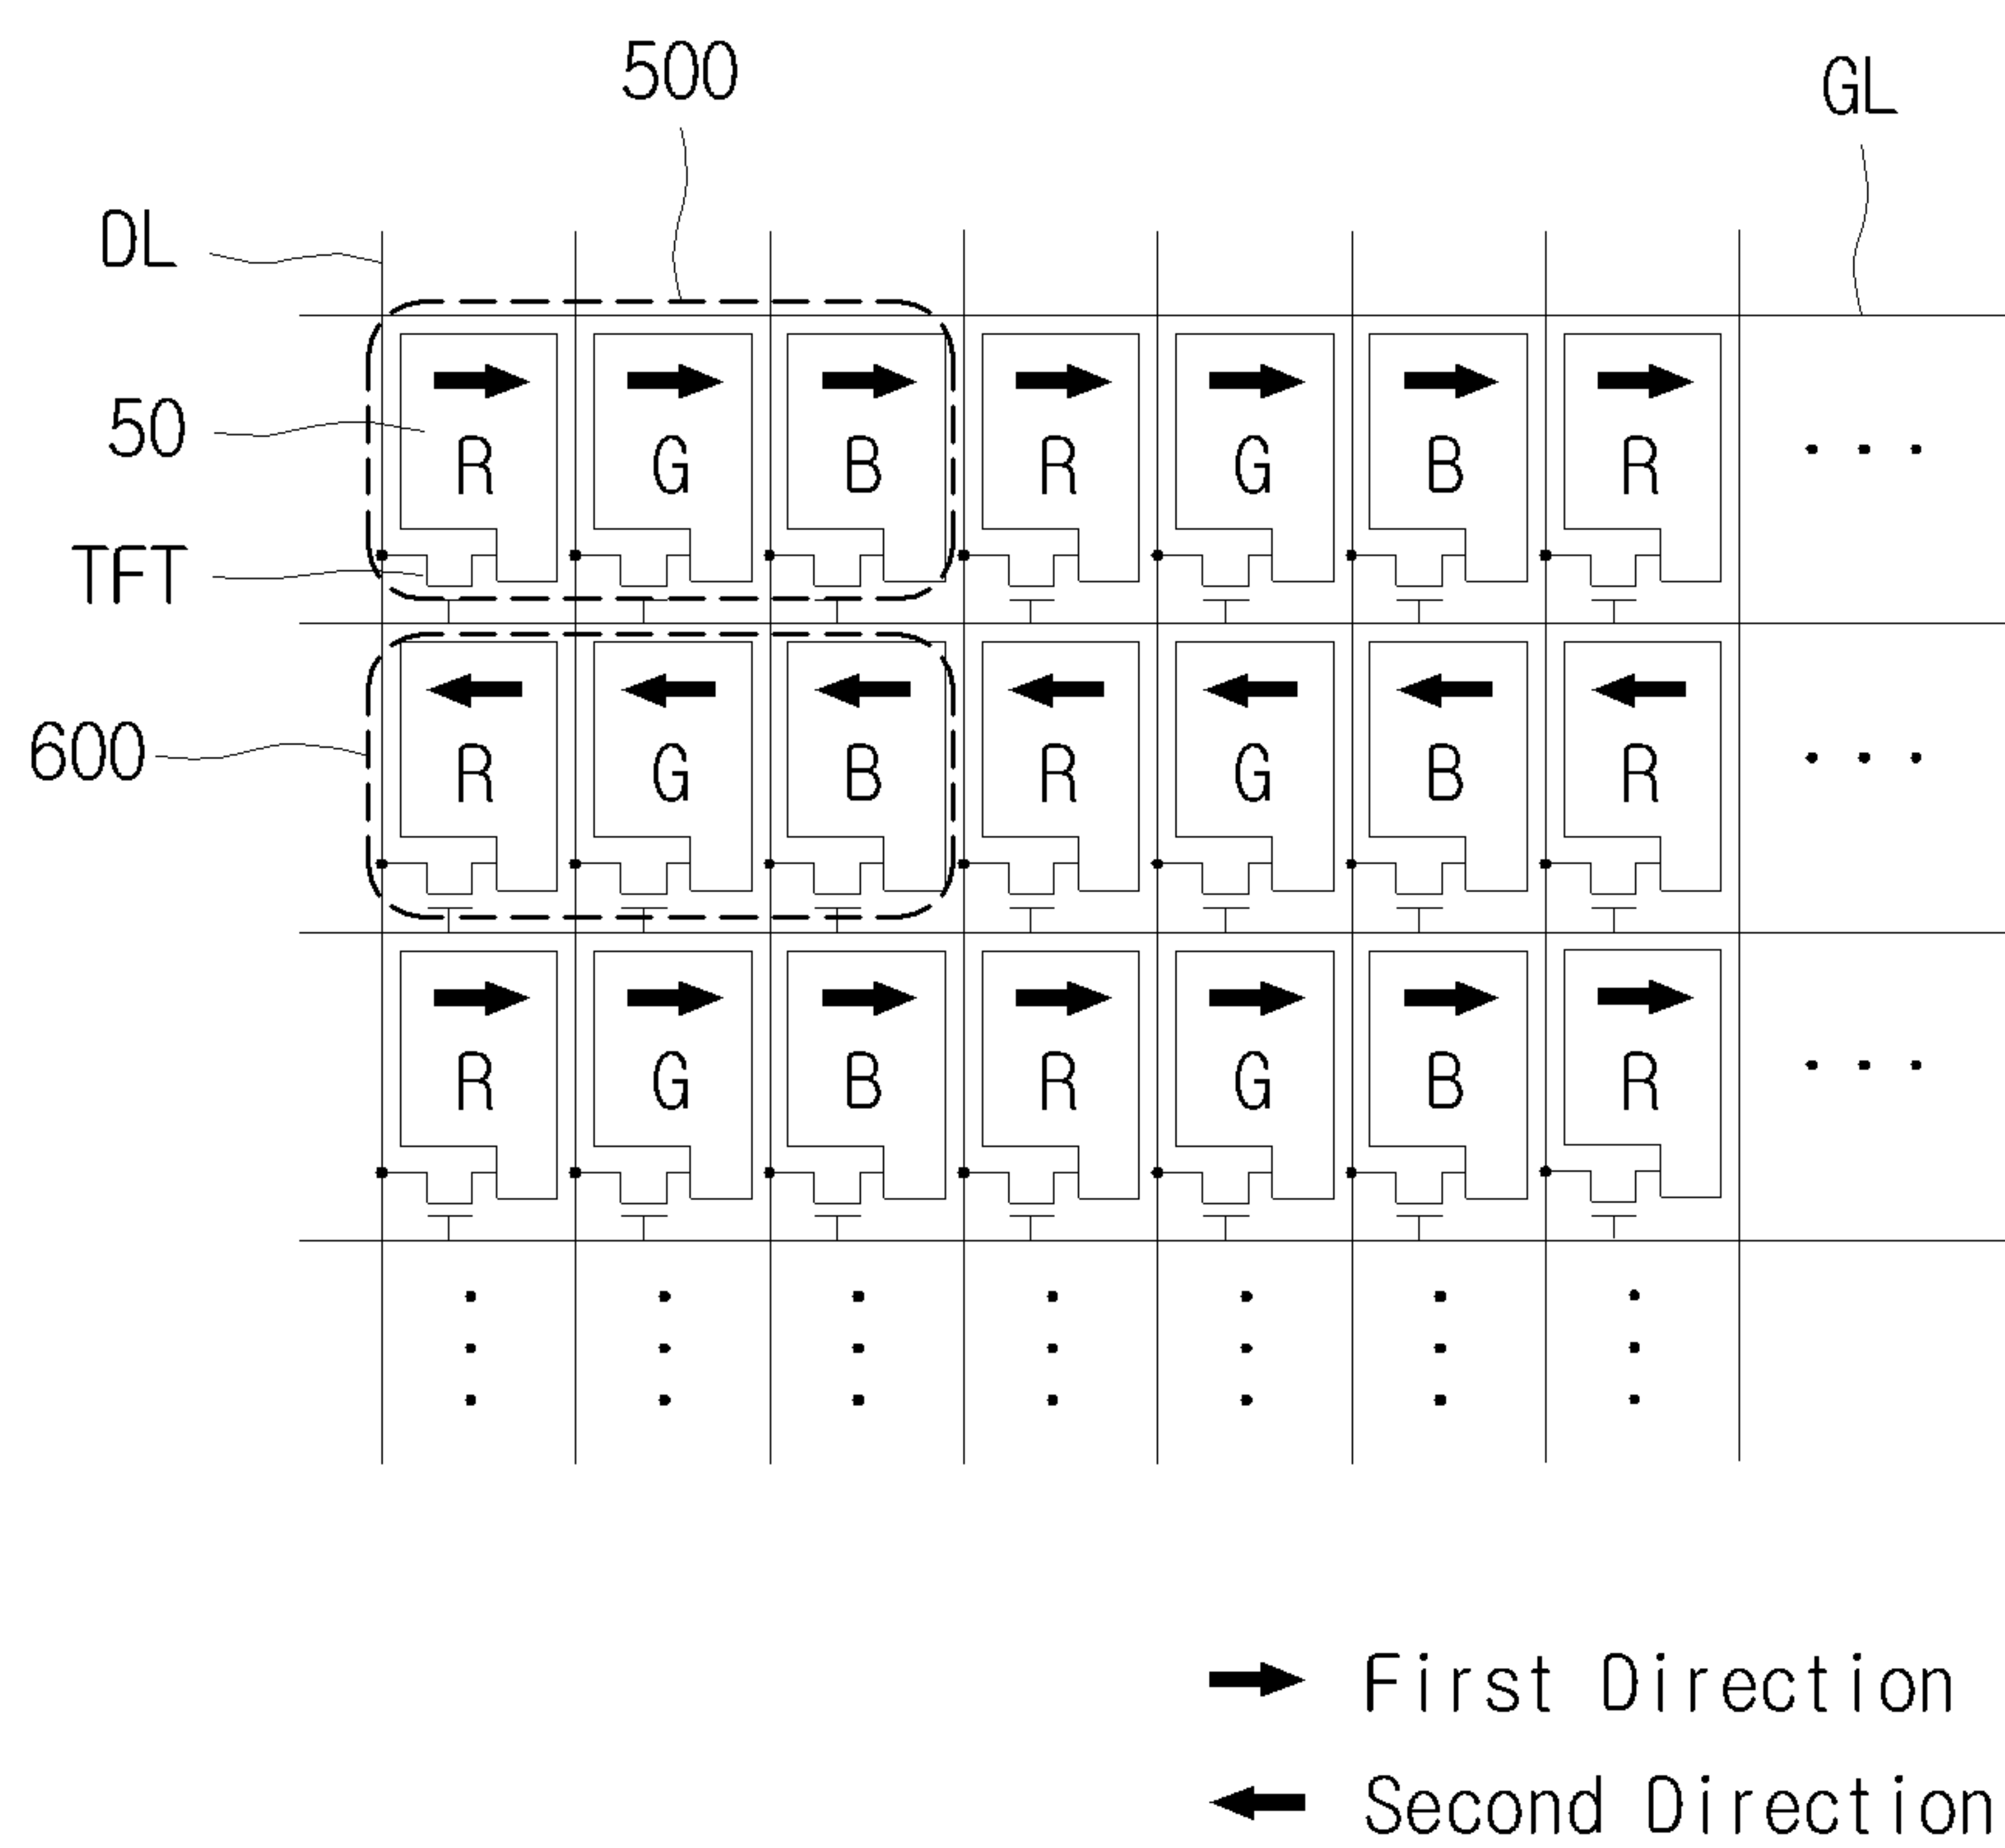 500
GL
DL
50
R G B R G B R
TFT
600
R G B R G B R
R G B R G B R
First Direction
Second Direction